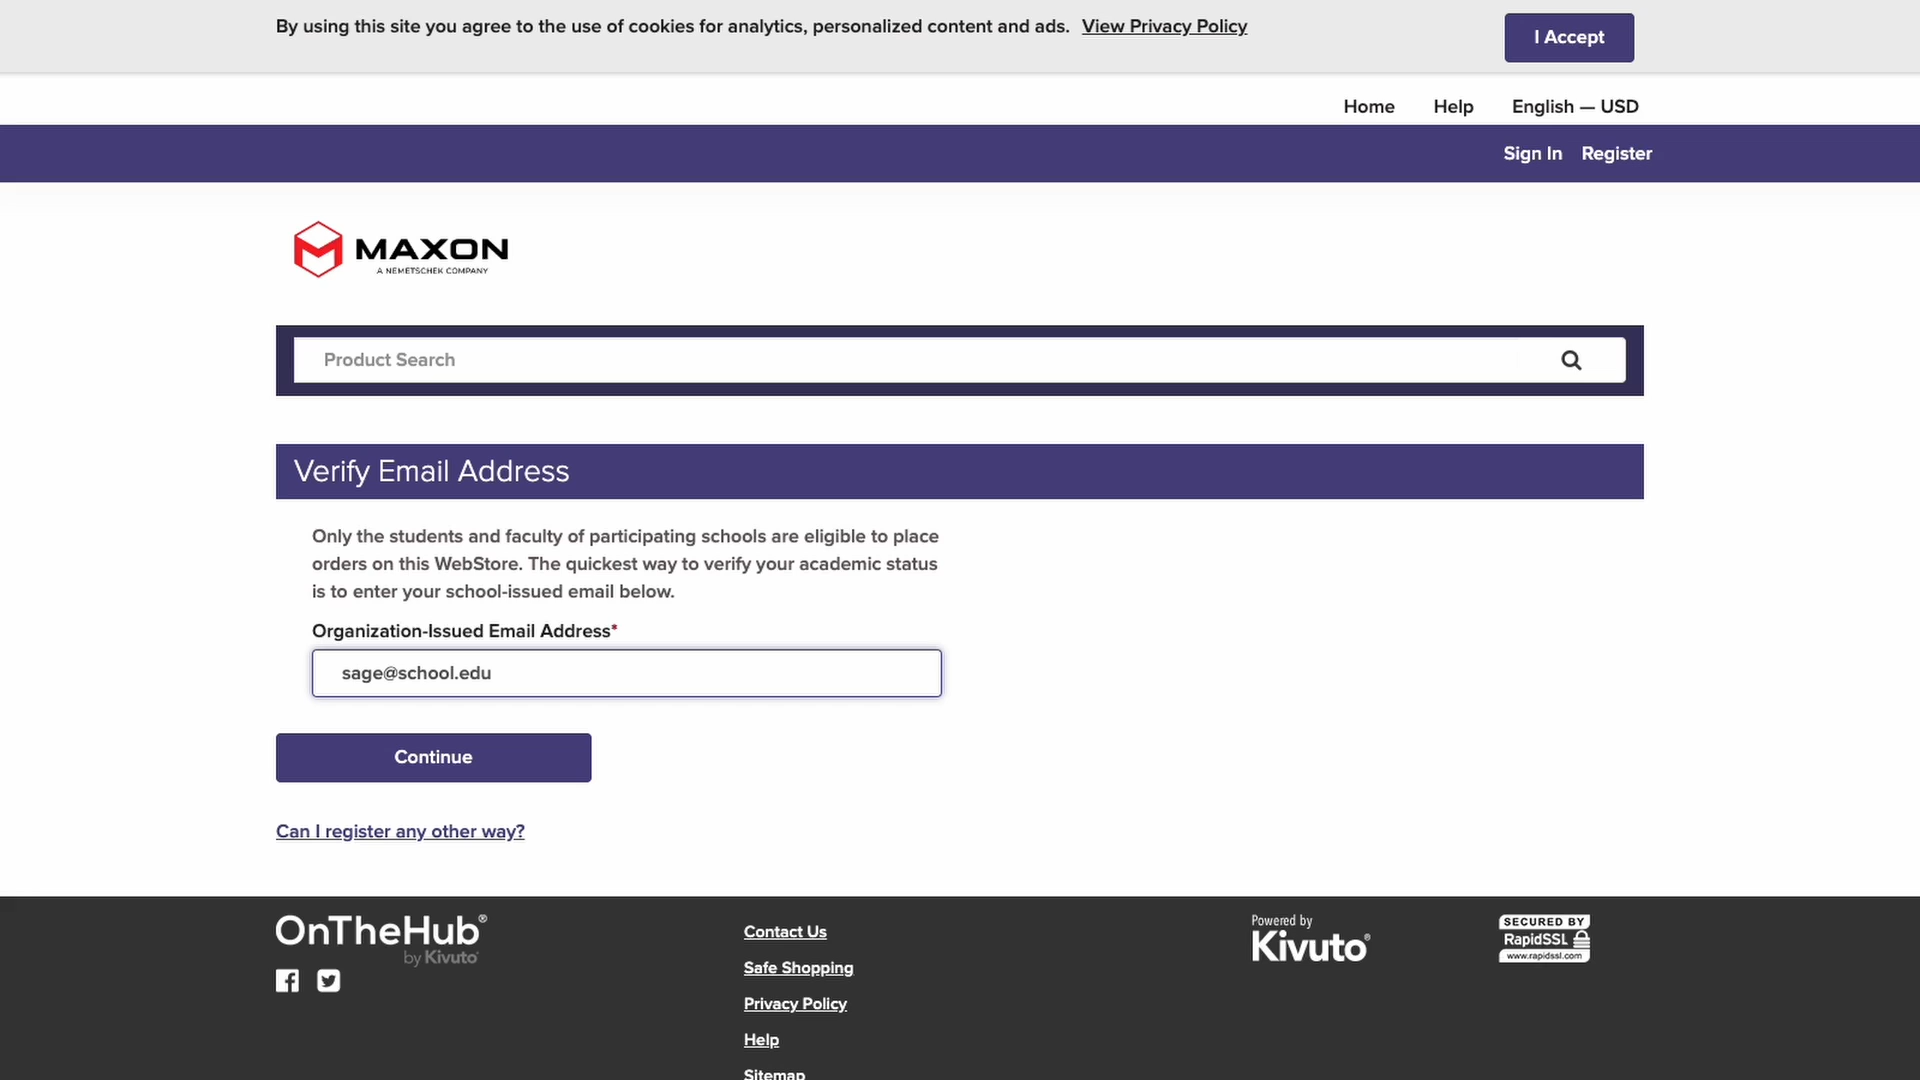 By using this site you agree to the use of cookies for analytics, personalized content and ads. View Privacy Policy
I Accept
Home Help English — USD
Sign In Register
MAXON
A NEMETSCHEK COMPANY
Product Search
Verify Email Address
Only the students and faculty of participating schools are eligible to place
orders on this WebStore. The quickest way to verify your academic status
is to enter your school-issued email below.
Organization-Issued Email Address*
sage@school.edu
Continue
Can I register any other way?
OnTheHub®
by Kivuto
Contact Us
Safe Shopping
Privacy Policy
Help
Sitemap
Powered by
Kivuto®
SECURED BY
RapidSSL
www.rapidssl.com